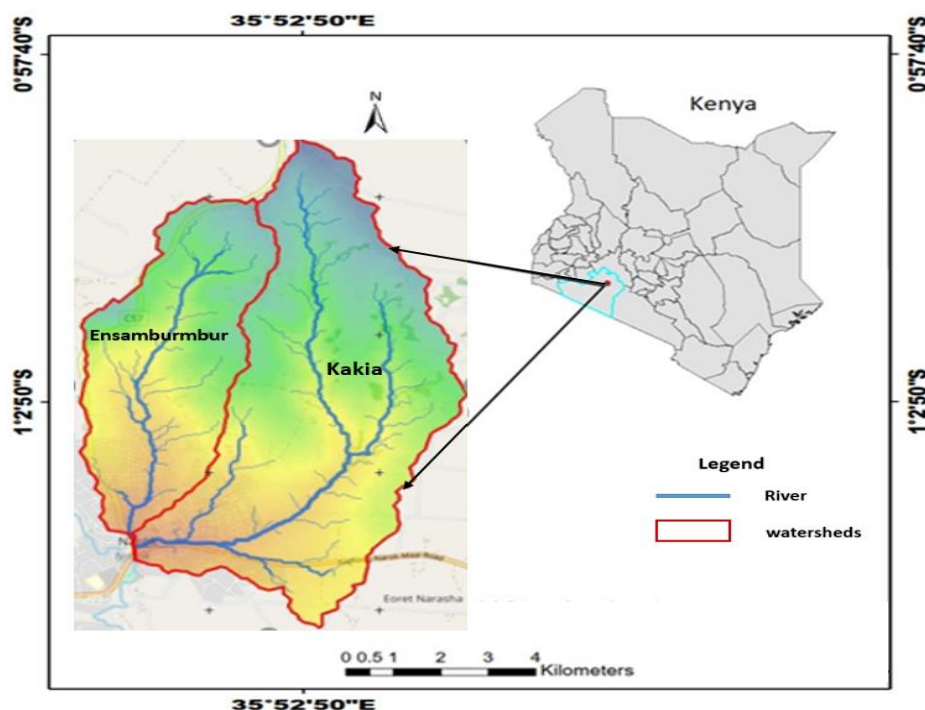 35°52'50"E
0°57'40"S
0°57'40"S
N
Kenya
C57
Ensamburmbur
Kakia
1°2'50"S
1°2'50"S
Legend
River
watersheds
Eoret Narasha
0 0.5 1 2 3 4
Kilometers
35°52'50"E